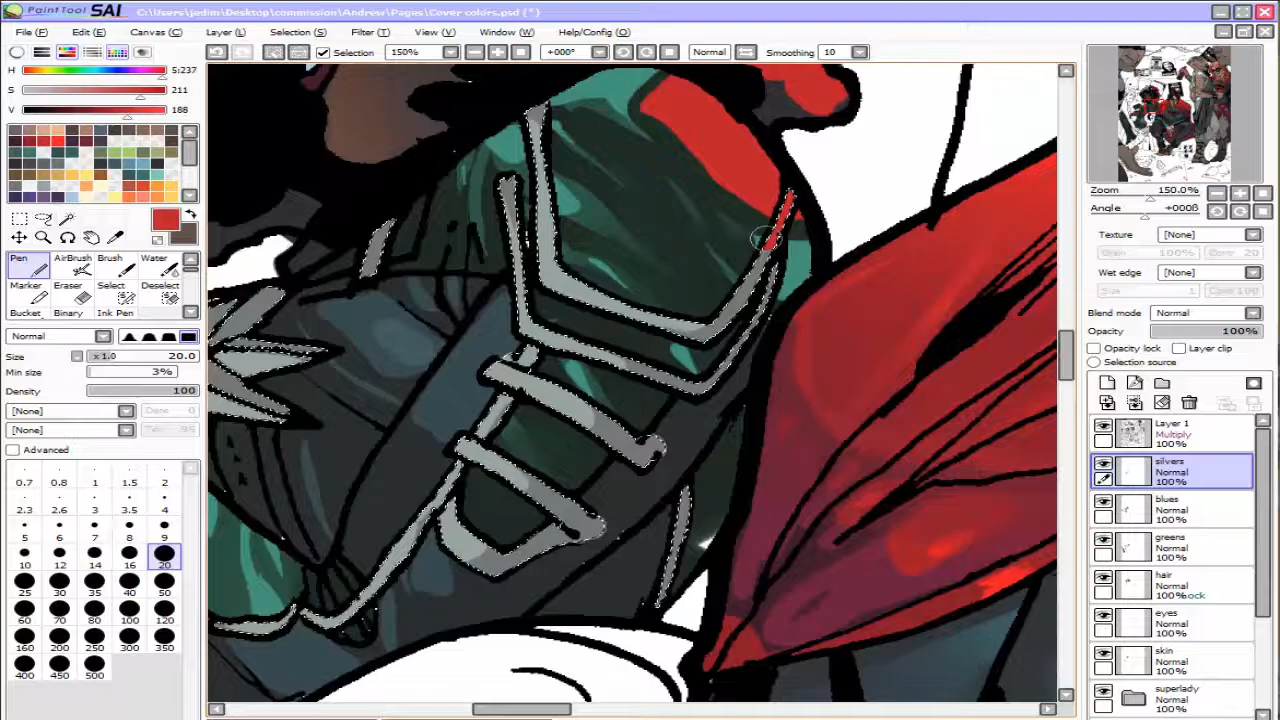 PaintTool SAI C:\Users\jedim\Desktop\commission\Andrew\Pages\Cover colors.psd (*)
File (F) Edit (E) Canvas (C) Layer (L) Selection (S) Filter (T) View (V) Window (W) Help/Config (O)
Selection 150% +000° Normal Smoothing 10
H 5:237
S 211
V 188
Zoom 150.0%
Angle +000ß
Texture [None]
Wet edge [None]
Blend mode Normal
Opacity 100%
Opacity lock Layer clip
Selection source
Pen AirBrush Brush Water
Marker Eraser Select Deselect
Bucket Binary Ink Pen
Normal
Size x 1.0 20.0
Min size 3%
Density 100
[None]
[None]
Advanced
0.7 0.8 1 1.5 2
2.3 2.6 3 3.5 4
5 6 7 8 9
10 12 14 16 20
25 30 35 40 50
60 70 80 100 120
160 200 250 300 350
400 450 500
Layer 1
Multiply
100%
silvers
Normal
100%
blues
Normal
100%
greens
Normal
100%
hair
Normal
100%ock
eyes
Normal
100%
skin
Normal
100%
superlady
Normal